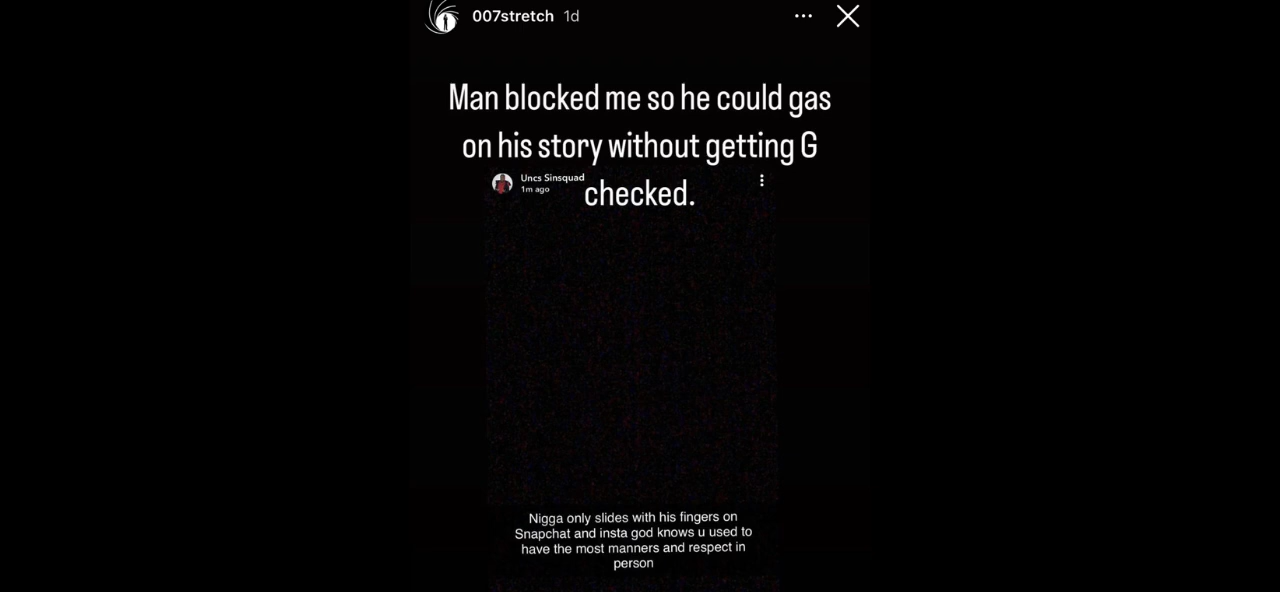 007stretch 1d
Man blocked me so he could gas
on his story without getting G
checked.
Uncs Sinsquad
1m ago
Nigga only slides with his fingers on
Snapchat and insta god knows u used to
have the most manners and respect in
person